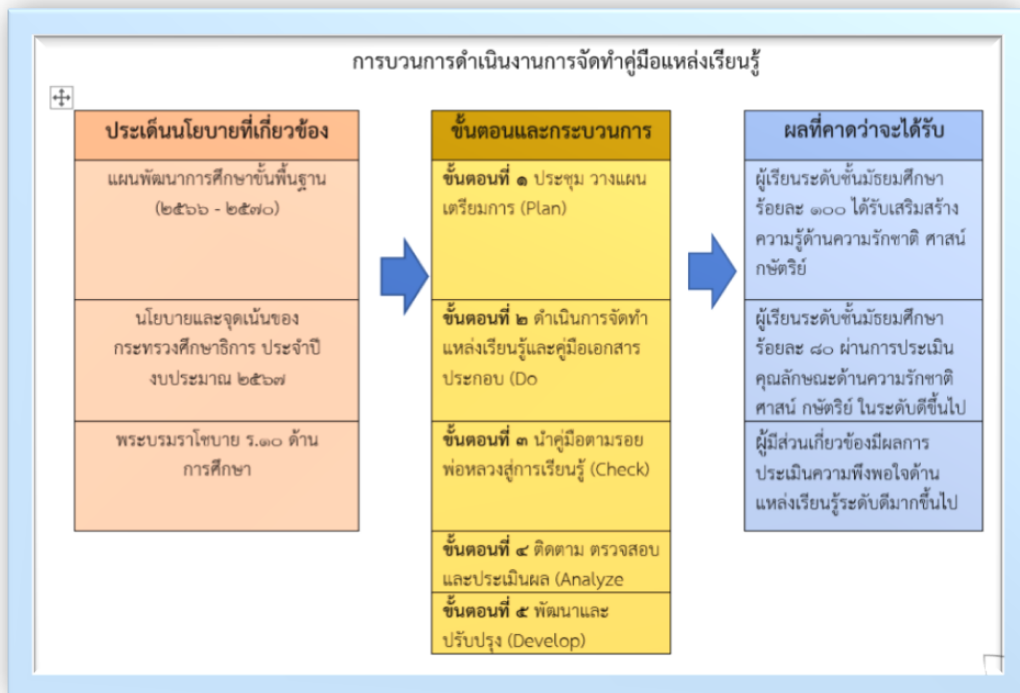 การบวนการดำเนินงานการจัดทำคู่มือแหล่งเรียนรู้
ประเด็นนโยบายที่เกี่ยวข้อง
แผนพัฒนาการศึกษาขั้นพื้นฐาน
(๒๕๖๖ - ๒๕๗๐)
นโยบายและจุดเน้นของ
กระทรวงศึกษาธิการ ประจำปี
งบประมาณ ๒๕๖๗
พระบรมราโชบาย ร.๑๐ ด้าน
การศึกษา
ขั้นตอนและกระบวนการ
ขั้นตอนที่ ๑ ประชุม วางแผน
เตรียมการ (Plan)
ขั้นตอนที่ ๒ ดำเนินการจัดทำ
แหล่งเรียนรู้และคู่มือเอกสาร
ประกอบ (Do
ขั้นตอนที่ ๓ นำคู่มือตามรอย
พ่อหลวงสู่การเรียนรู้ (Check)
ขั้นตอนที่ ๔ ติดตาม ตรวจสอบ
และประเมินผล (Analyze
ขั้นตอนที่ ๕ พัฒนาและ
ปรับปรุง (Develop)
ผลที่คาดว่าจะได้รับ
ผู้เรียนระดับชั้นมัธยมศึกษา
ร้อยละ ๑๐๐ ได้รับเสริมสร้าง
ความรู้ด้านความรักชาติ ศาสน์
กษัตริย์
ผู้เรียนระดับชั้นมัธยมศึกษา
ร้อยละ ๘๐ ผ่านการประเมิน
คุณลักษณะด้านความรักชาติ
ศาสน์ กษัตริย์ ในระดับดีขึ้นไป
ผู้มีส่วนเกี่ยวข้องมีผลการ
ประเมินความพึงพอใจด้าน
แหล่งเรียนรู้ระดับดีมากขึ้นไป